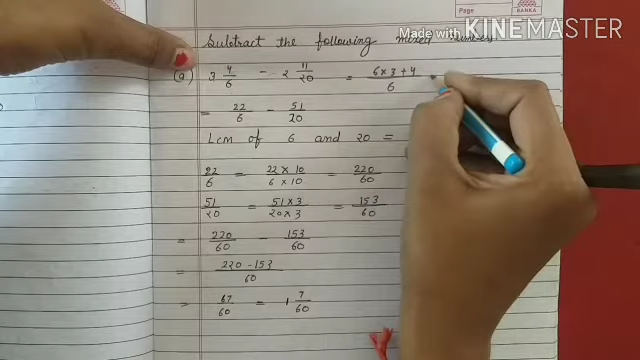 Made with KINEMASTER
Page
BANKA
Subtract the following mixed
(a) 3 4/6 - 2 11/20 = 6 × 3 + 4 / 6
= 22/6 - 51/20
Lcm of 6 and 20 =
22/6 = 22 × 10 / 6 × 10 = 220/60
51/20 = 51 × 3 / 20 × 3 = 153/60
= 220/60 - 153/60
= 220 - 153 / 60
= 67/60 = 1 7/60